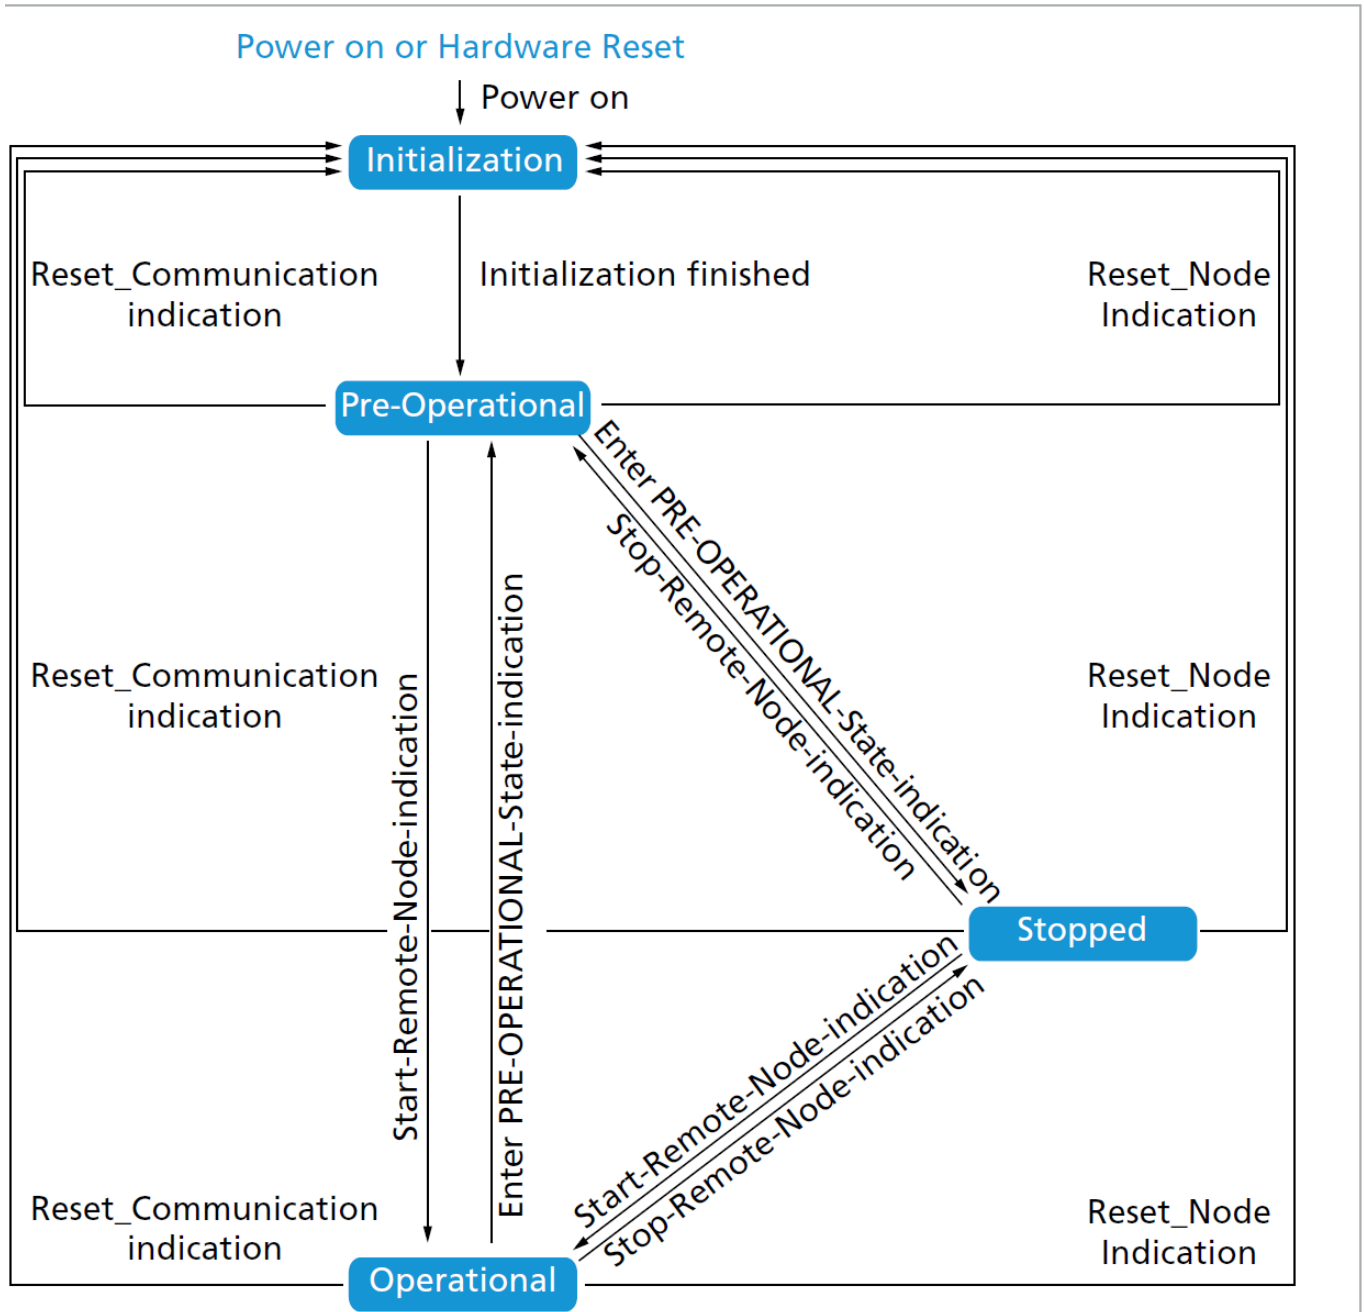 Power on or Hardware Reset
Power on
Initialization
Reset_Communication
indication
Initialization finished
Reset_Node
Indication
Pre-Operational
Enter PRE-OPERATIONAL-State-indication
Stop-Remote-Node-indication
Reset_Communication
indication
Start-Remote-Node-indication
Enter PRE-OPERATIONAL-State-indication
Reset_Node
Indication
Stopped
Start-Remote-Node-indication
Stop-Remote-Node-indication
Reset_Communication
indication
Reset_Node
Indication
Operational